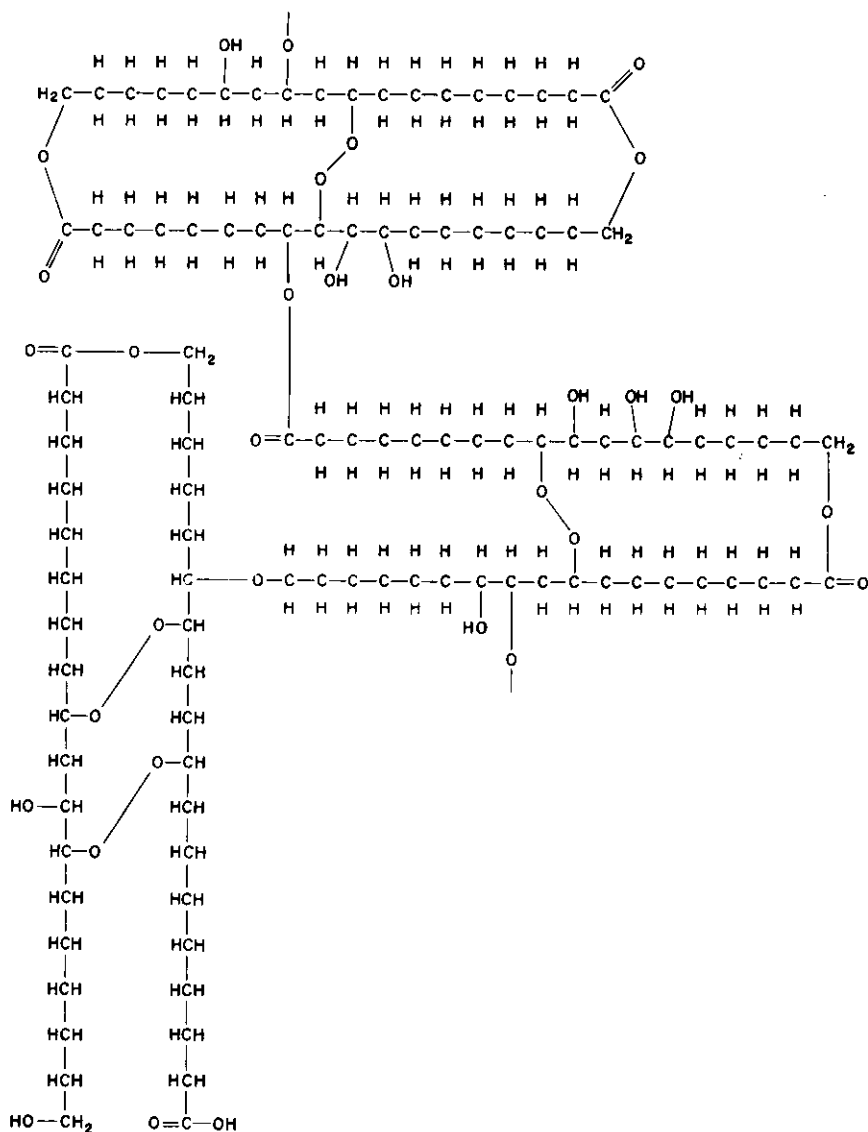 OH O
H H H H H H H H H H H H H H
O
H₂C–C–C–C–C–C–C–C–C–C–C–C–C–C–C–C–C–C
H H H H H H H H H H H H H H H
O
O O
O
H H H H H H H H H H H H H H
C–C–C–C–C–C–C–C–C–C–C–C–C–C–C–C–C–CH₂
H H H H H H H H H H H H H
O OH OH
O
O=C–O–CH₂
HCH HCH OH OH OH
H H H H H H H H H H H H H
HCH HCH O=C–C–C–C–C–C–C–C–C–C–C–C–C–C–C–C–C–CH₂
H H H H H H H H H H H H H H H
HCH HCH O
O
HCH HCH O
H H H H H H H H H H H H H H H H
HCH HC–O–C–C–C–C–C–C–C–C–C–C–C–C–C–C–C–C–C–C=O
H H H H H H H H H H H H H H H
HCH O–CH HO
O
HCH HCH
HC–O HCH
HCH O–CH
HO–CH HCH
HC–O HCH
HCH HCH
HCH HCH
HCH HCH
HCH HCH
HCH HCH
HO–CH₂ O=C–OH